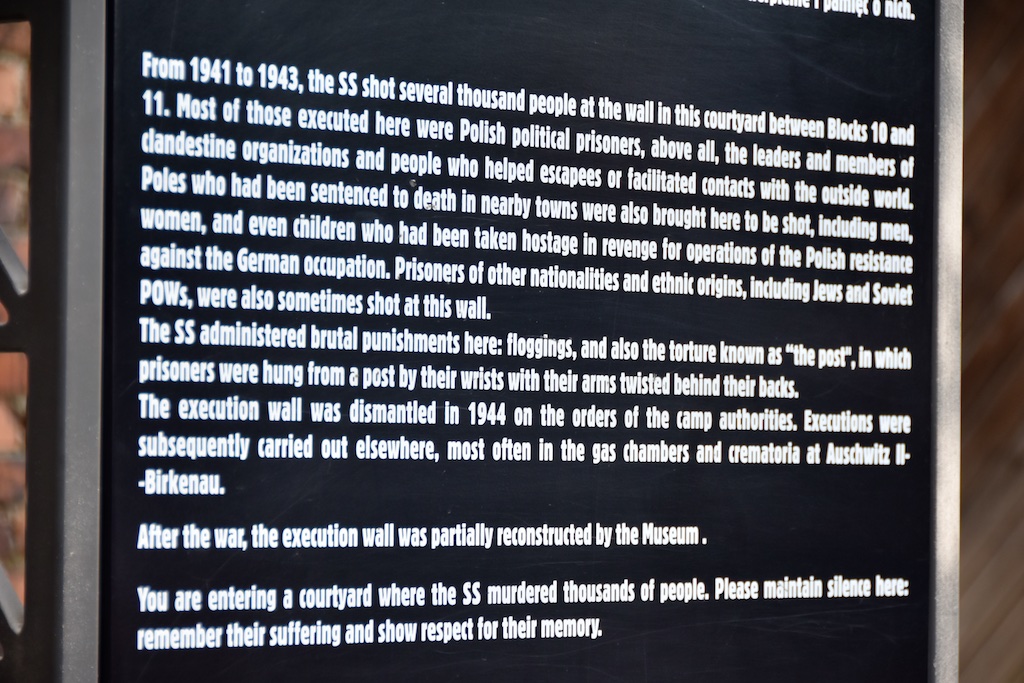 i pamięć o nich.
From 1941 to 1943, the SS shot several thousand people at the wall in this courtyard between Blocks 10 and
11. Most of those executed here were Polish political prisoners, above all, the leaders and members of
clandestine organizations and people who helped escapees or facilitated contacts with the outside world.
Poles who had been sentenced to death in nearby towns were also brought here to be shot, including men,
women, and even children who had been taken hostage in revenge for operations of the Polish resistance
against the German occupation. Prisoners of other nationalities and ethnic origins, including Jews and Soviet
POWs, were also sometimes shot at this wall.
The SS administered brutal punishments here: floggings, and also the torture known as “the post”, in which
prisoners were hung from a post by their wrists with their arms twisted behind their backs.
The execution wall was dismantled in 1944 on the orders of the camp authorities. Executions were
subsequently carried out elsewhere, most often in the gas chambers and crematoria at Auschwitz II-
-Birkenau.
After the war, the execution wall was partially reconstructed by the Museum .
You are entering a courtyard where the SS murdered thousands of people. Please maintain silence here:
remember their suffering and show respect for their memory.